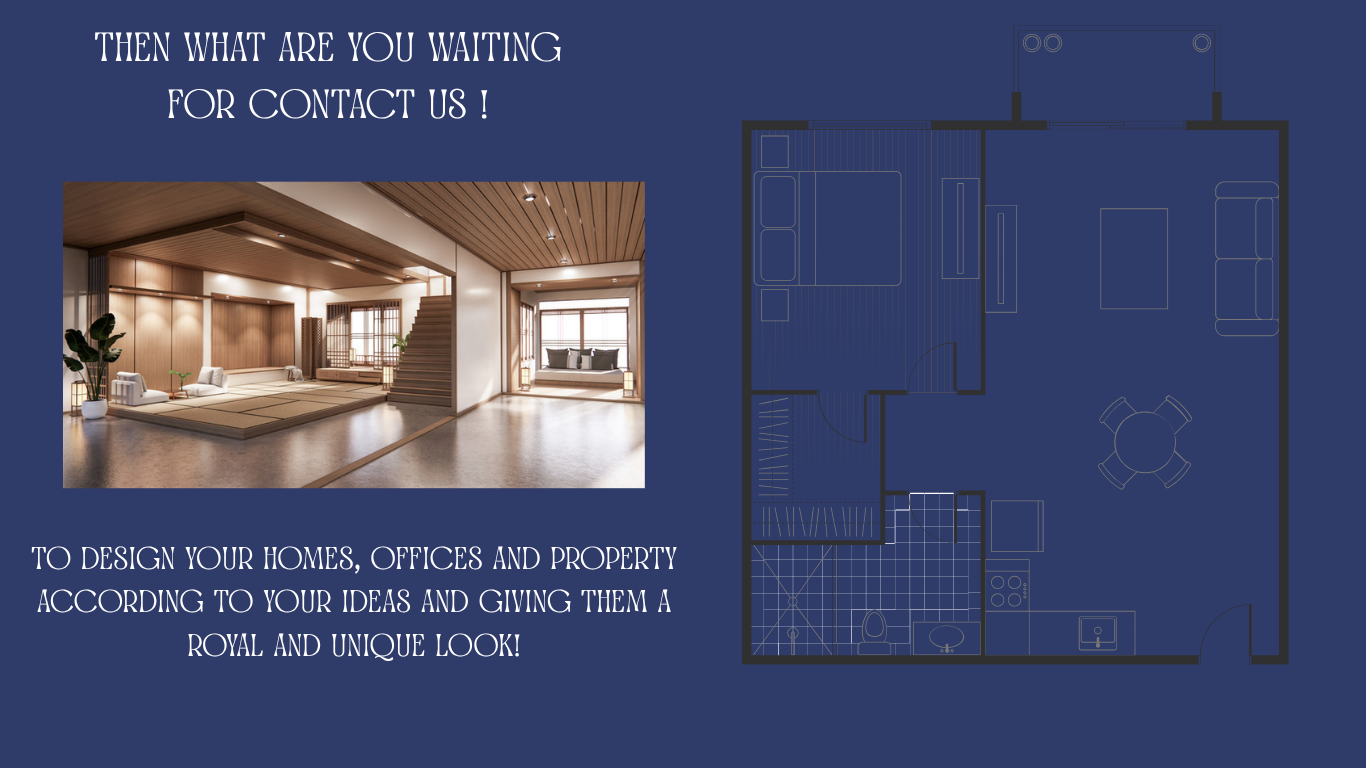 THEN WHAT ARE YOU WAITING
FOR CONTACT US !
TO DESIGN YOUR HOMES, OFFICES AND PROPERTY
ACCORDING TO YOUR IDEAS AND GIVING THEM A
ROYAL AND UNIQUE LOOK!